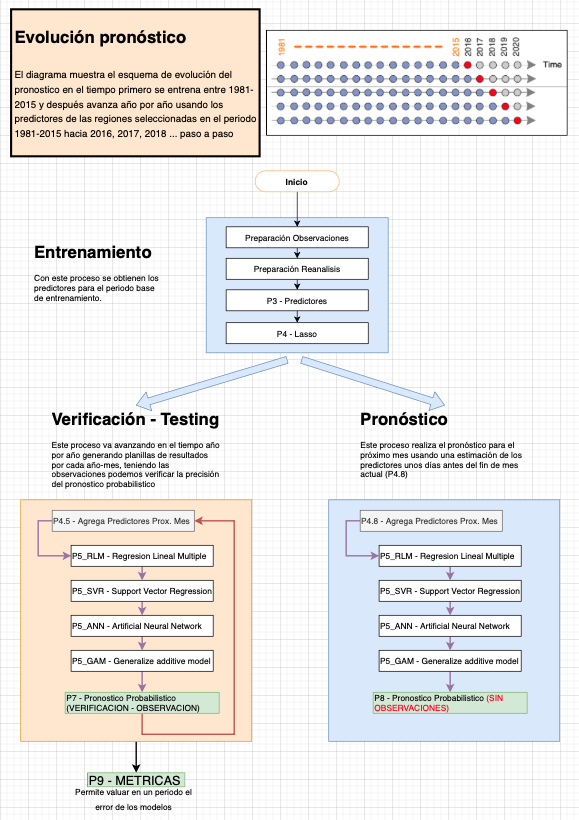 Evolución pronóstico
El diagrama muestra el esquema de evolución del
pronostico en el tiempo primero se entrena entre 1981-
2015 y después avanza año por año usando los
predictores de las regiones seleccionadas en el periodo
1981-2015 hacia 2016, 2017, 2018 ... paso a paso
1981
2015
2016
2017
2018
2019
2020
Time
Inicio
Preparación Observaciones
Preparación Reanalisis
P3 - Predictores
P4 - Lasso
Entrenamiento
Con este proceso se obtienen los
predictores para el periodo base
de entrenamiento.
Verificación - Testing
Este proceso va avanzando en el tiempo año
por año generando planillas de resultados
por cada año-mes, teniendo las
observaciones podemos verificar la precisión
del pronostico probabilistico
P4.5 - Agrega Predictores Prox. Mes
P5_RLM - Regresion Lineal Multiple
P5_SVR - Support Vector Regression
P5_ANN - Artificial Neural Network
P5_GAM - Generalize additive model
P7 - Pronostico Probabilistico
(VERIFICACION - OBSERVACION)
P9 - METRICAS
Permite valuar en un periodo el
error de los modelos
Pronóstico
Este proceso realiza el pronóstico para el
próximo mes usando una estimación de los
predictores unos días antes del fin de mes
actual (P4.8)
P4.8 - Agrega Predictores Prox. Mes
P5_RLM - Regresion Lineal Multiple
P5_SVR - Support Vector Regression
P5_ANN - Artificial Neural Network
P5_GAM - Generalize additive model
P8 - Pronostico Probabilistico (SIN
OBSERVACIONES)